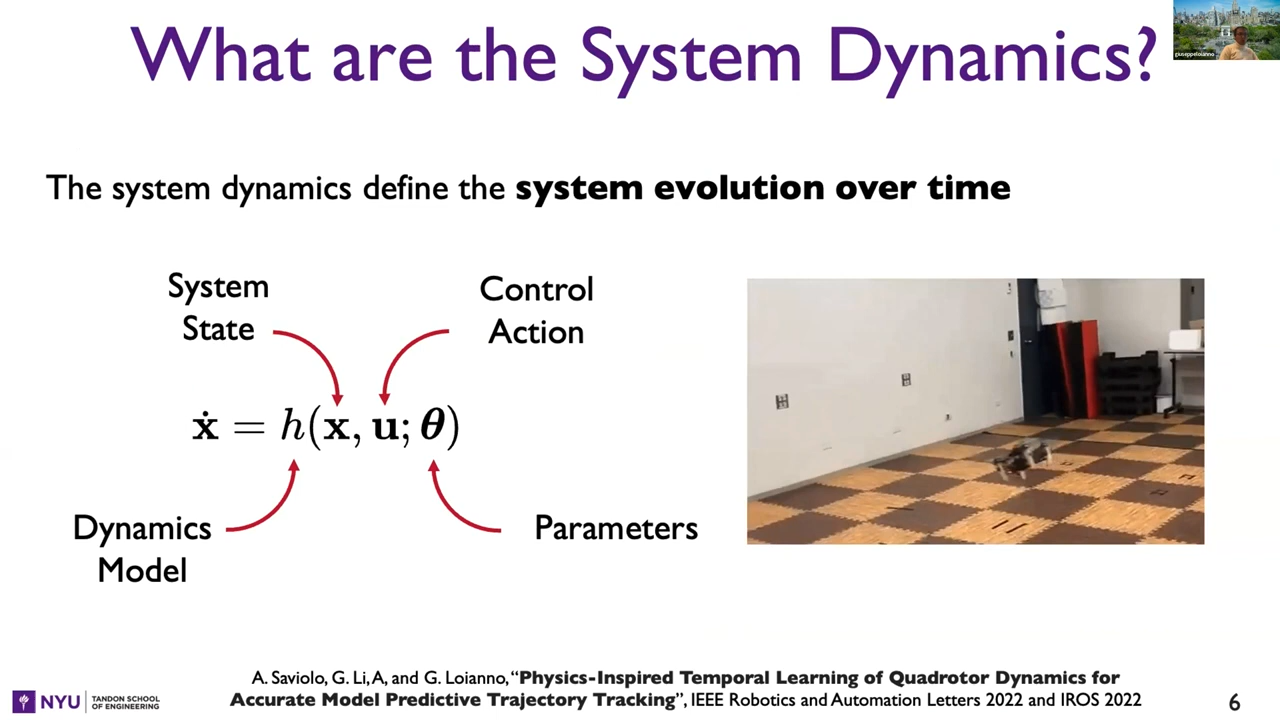 What are the System Dynamics?
giuseppeloianno
The system dynamics define the system evolution over time
System
State
Control
Action
ẋ = h(x, u; θ)
Dynamics
Model
Parameters
A. Saviolo, G. Li, A, and G. Loianno, “Physics-Inspired Temporal Learning of Quadrotor Dynamics for
Accurate Model Predictive Trajectory Tracking”, IEEE Robotics and Automation Letters 2022 and IROS 2022
NYU
TANDON SCHOOL
OF ENGINEERING
6